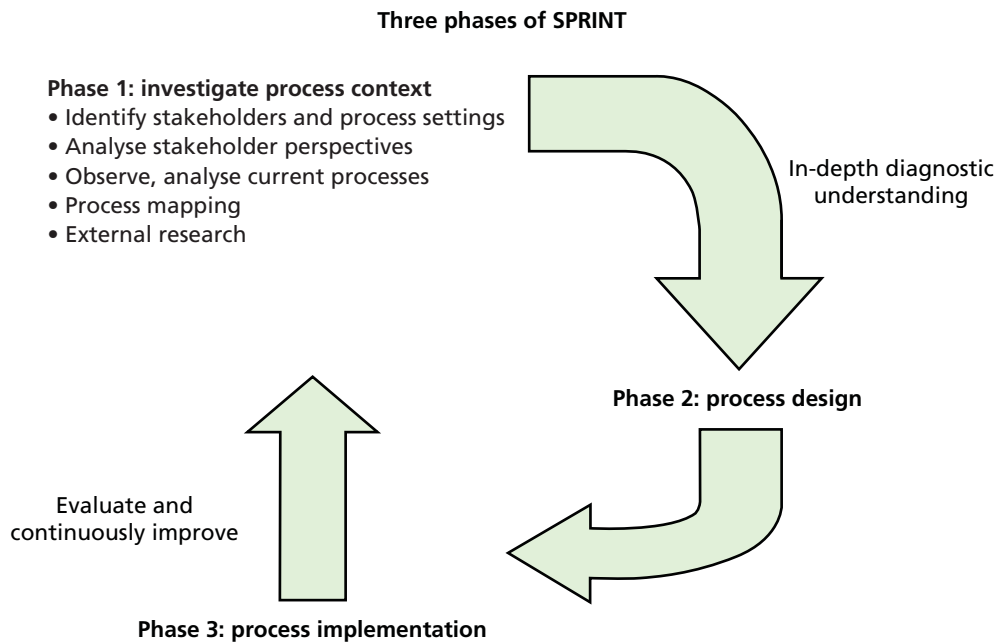 Three phases of SPRINT
Phase 1: investigate process context
• Identify stakeholders and process settings
• Analyse stakeholder perspectives
• Observe, analyse current processes
• Process mapping
• External research
In-depth diagnostic
understanding
Phase 2: process design
Evaluate and
continuously improve
Phase 3: process implementation